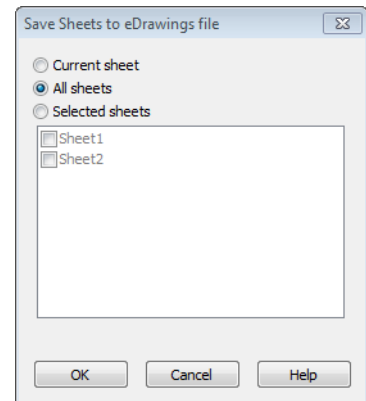 Save Sheets to eDrawings file
Current sheet
All sheets
Selected sheets
Sheet1
Sheet2
OK Cancel Help